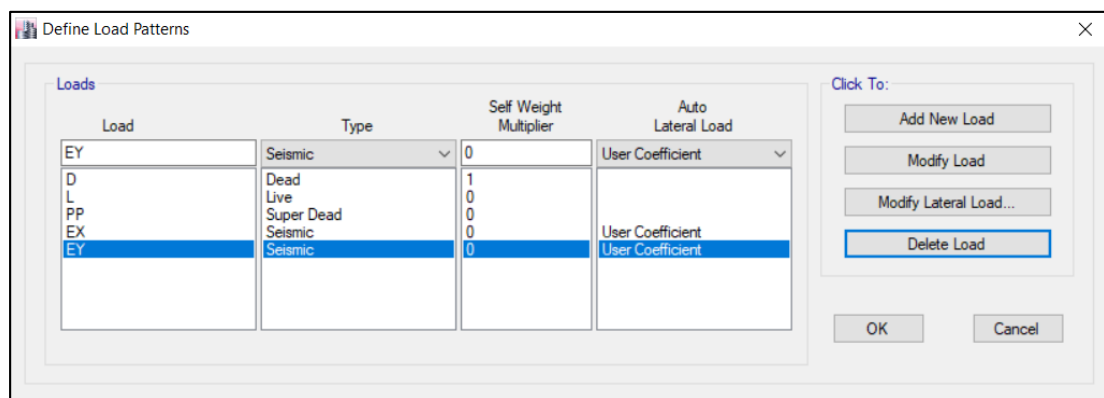 Define Load Patterns
Loads
Click To:
Load Type Self Weight Multiplier Auto Lateral Load
EY Seismic 0 User Coefficient
D Dead 1
L Live 0
PP Super Dead 0
EX Seismic 0 User Coefficient
EY Seismic 0 User Coefficient
Add New Load
Modify Load
Modify Lateral Load...
Delete Load
OK Cancel